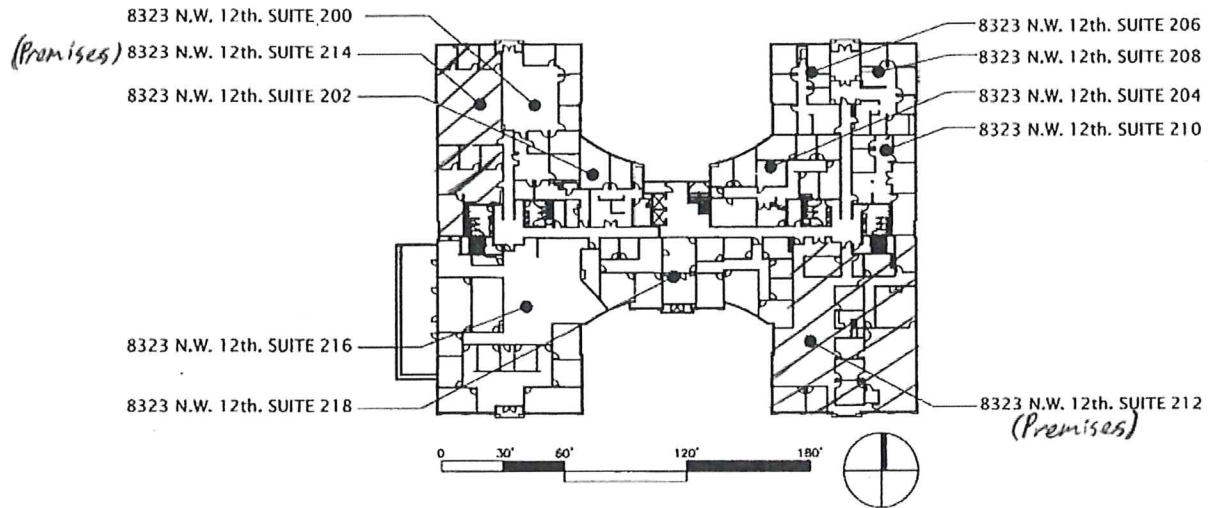 8323 N.W. 12th. SUITE 200
(Premises) 8323 N.W. 12th. SUITE 214
8323 N.W. 12th. SUITE 202
8323 N.W. 12th. SUITE 206
8323 N.W. 12th. SUITE 208
8323 N.W. 12th. SUITE 204
8323 N.W. 12th. SUITE 210
8323 N.W. 12th. SUITE 216
8323 N.W. 12th. SUITE 218
8323 N.W. 12th. SUITE 212
(Premises)
0 30' 60' 120' 180'